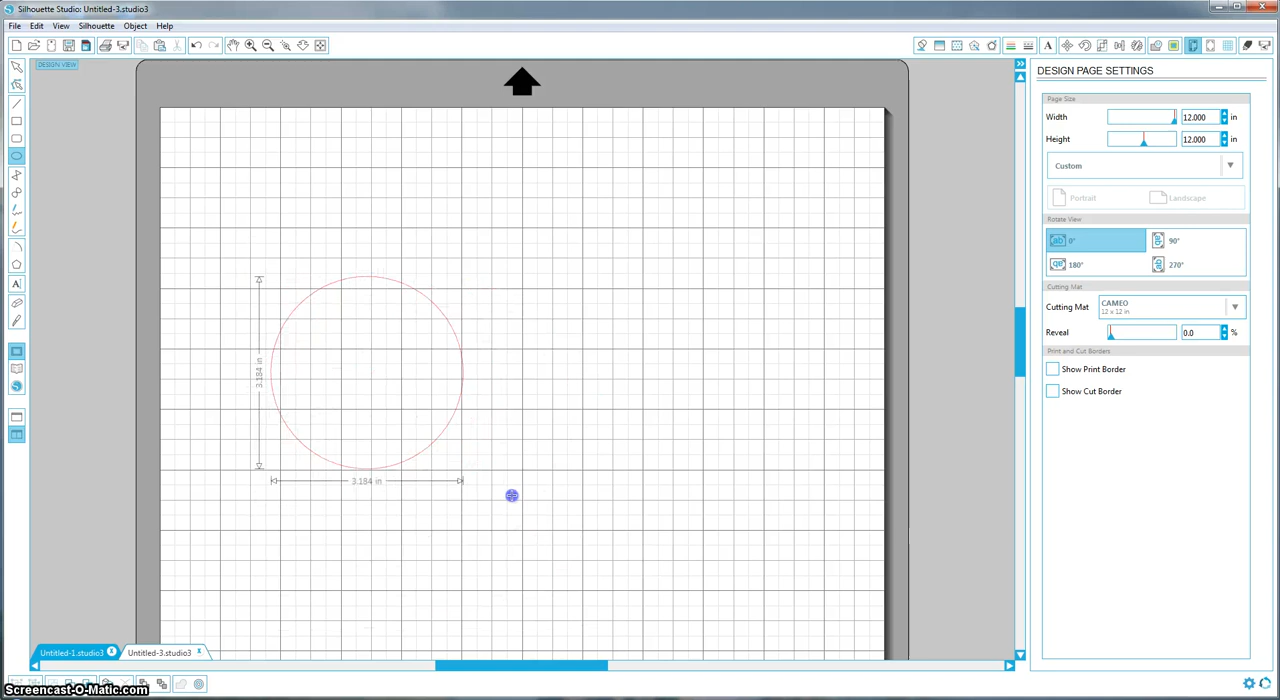 Silhouette Studio: Untitled-3.studio3
File Edit View Silhouette Object Help
DESIGN VIEW
DESIGN PAGE SETTINGS
Page Size
Width 12.000 in
Height 12.000 in
Custom
Portrait Landscape
Rotate View
0° 90°
180° 270°
Cutting Mat
Cutting Mat CAMEO
12 x 12 in
Reveal 0.0 %
Print and Cut Borders
Show Print Border
Show Cut Border
3.184 in
3.184 in
Untitled-1.studio3 x Untitled-3.studio3 x
Screencast-O-Matic.com